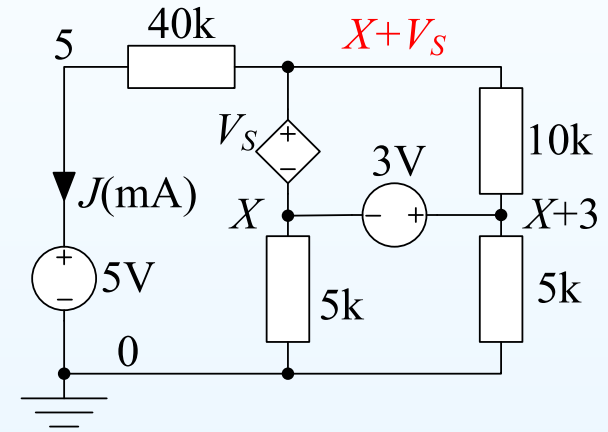 40k
5
X+V_S
V_S
+
−
3V
10k
J(mA)
X
−
+
X+3
+
−
5V
5k
5k
0